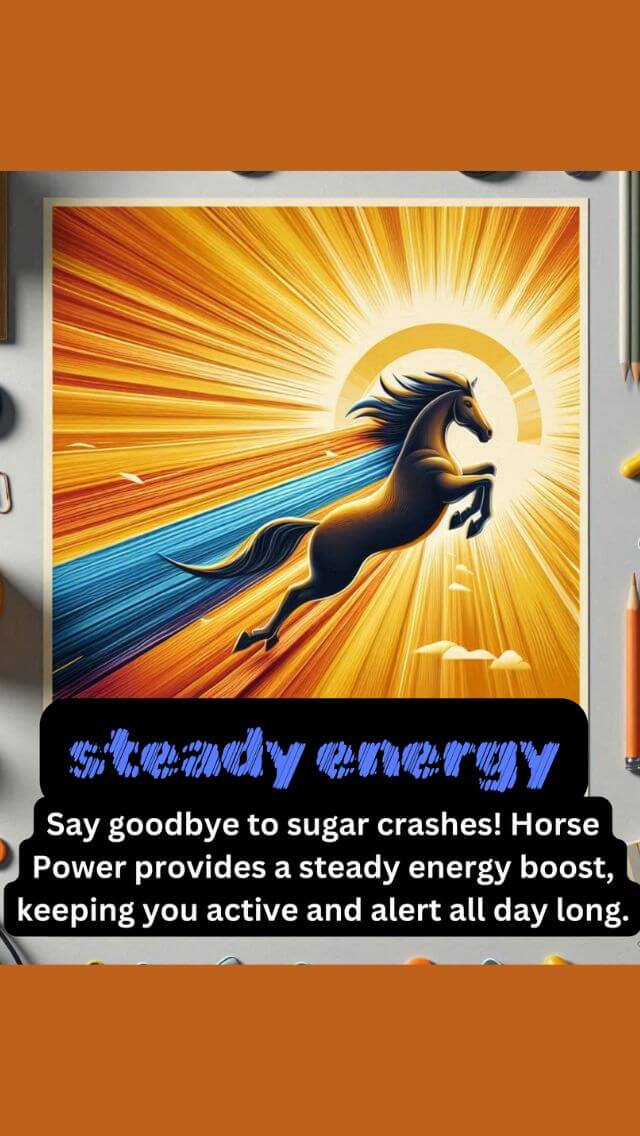 steady energy
Say goodbye to sugar crashes! Horse
Power provides a steady energy boost,
keeping you active and alert all day long.